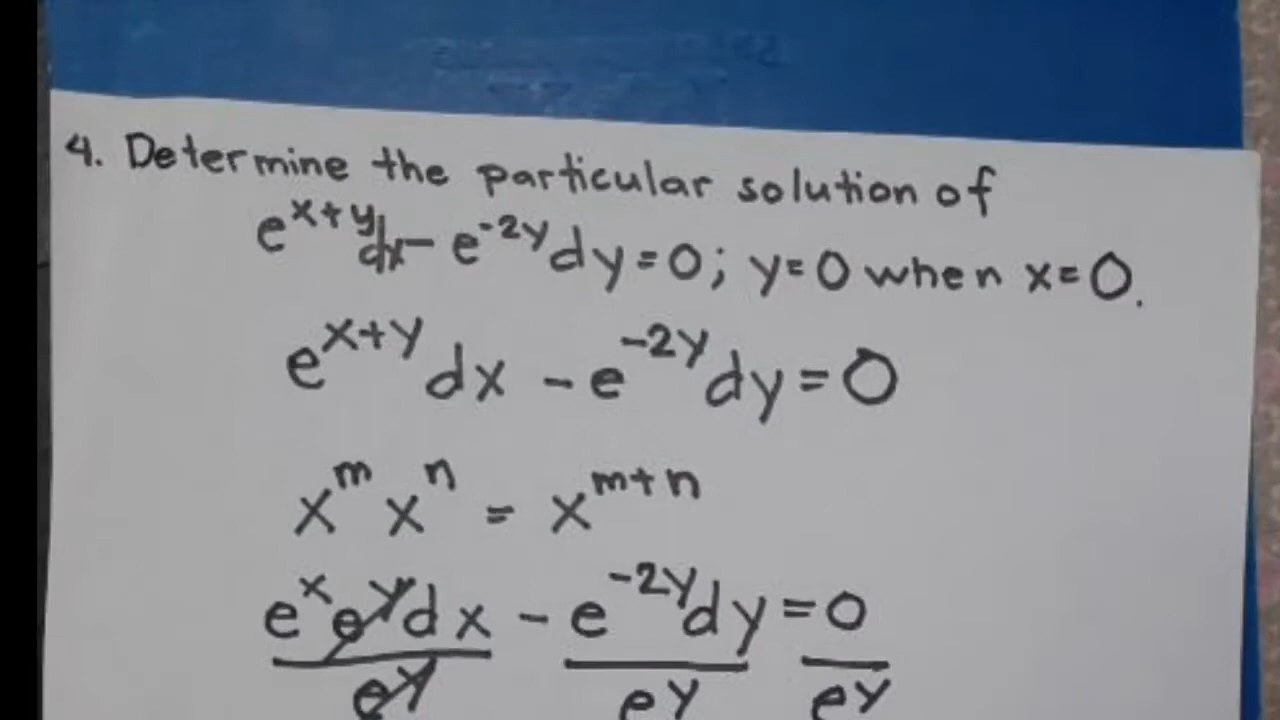 4. Determine the particular solution of
e^{x+y}dx - e^{-2y}dy = 0; y=0 when x=0.
e^{x+y} dx - e^{-2y} dy = 0
x^m x^n = x^{m+n}
e^x e^y dx - e^{-2y} dy = 0
e^y e^y e^y